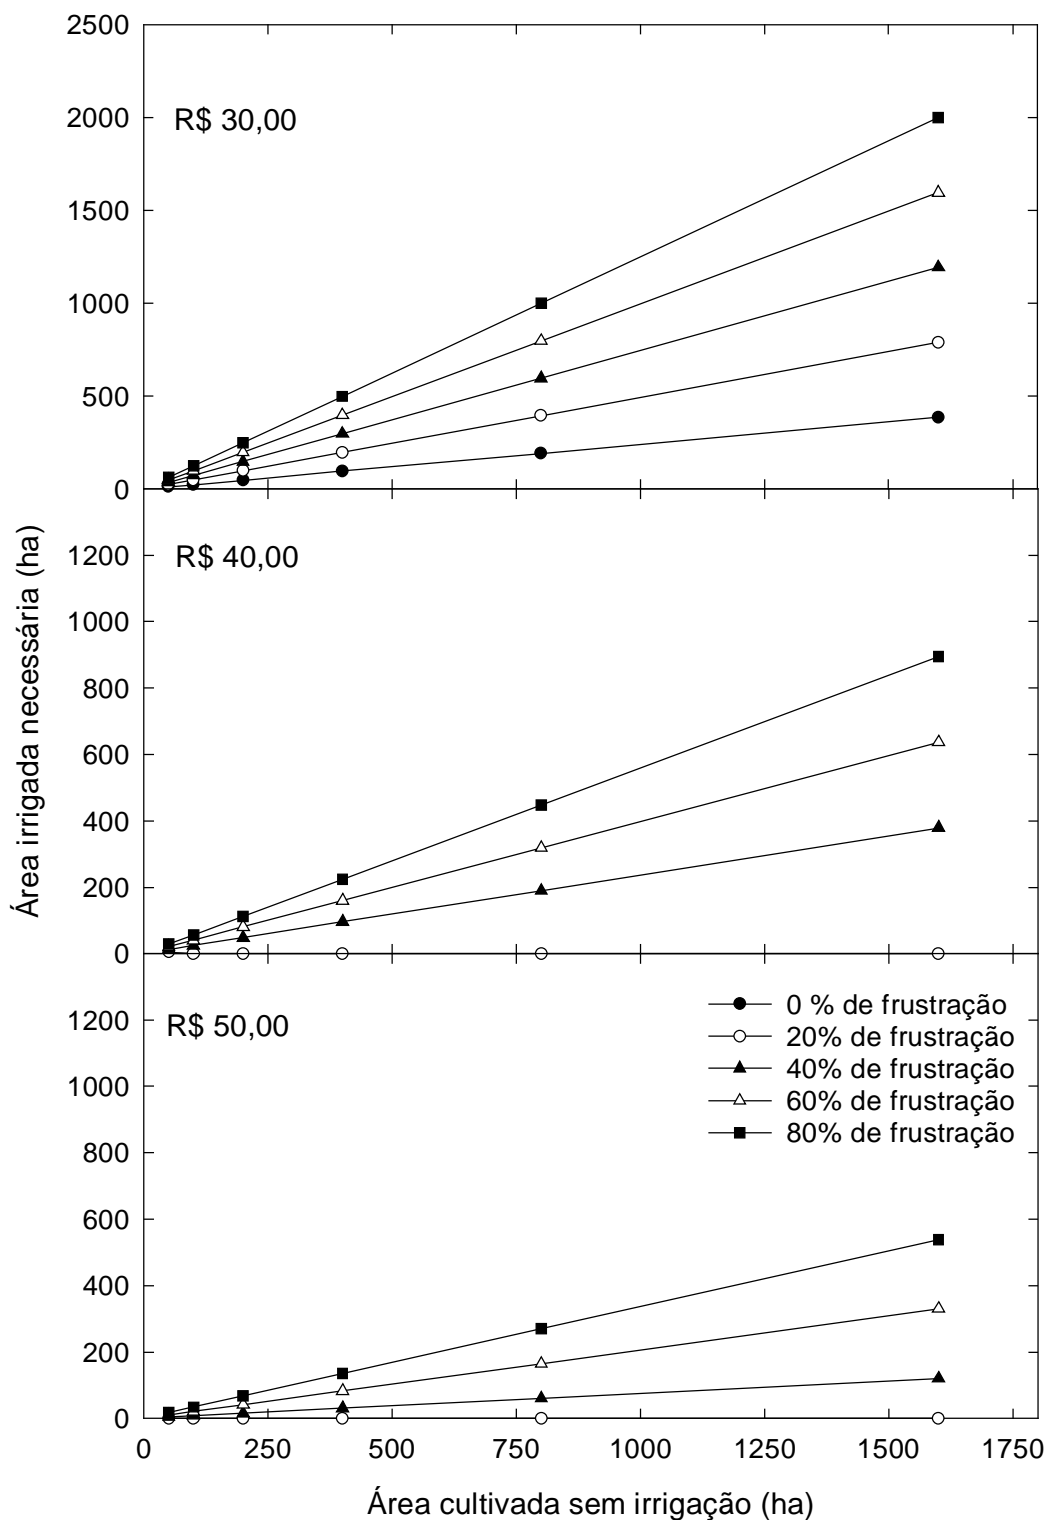 2500
R$ 30,00
2000
1500
1000
500
0
R$ 40,00
1200
1000
800
600
400
200
0
Área irrigada necessária (ha)
R$ 50,00
0 % de frustração
20% de frustração
40% de frustração
60% de frustração
80% de frustração
1200
1000
800
600
400
200
0
0 250 500 750 1000 1250 1500 1750
Área cultivada sem irrigação (ha)